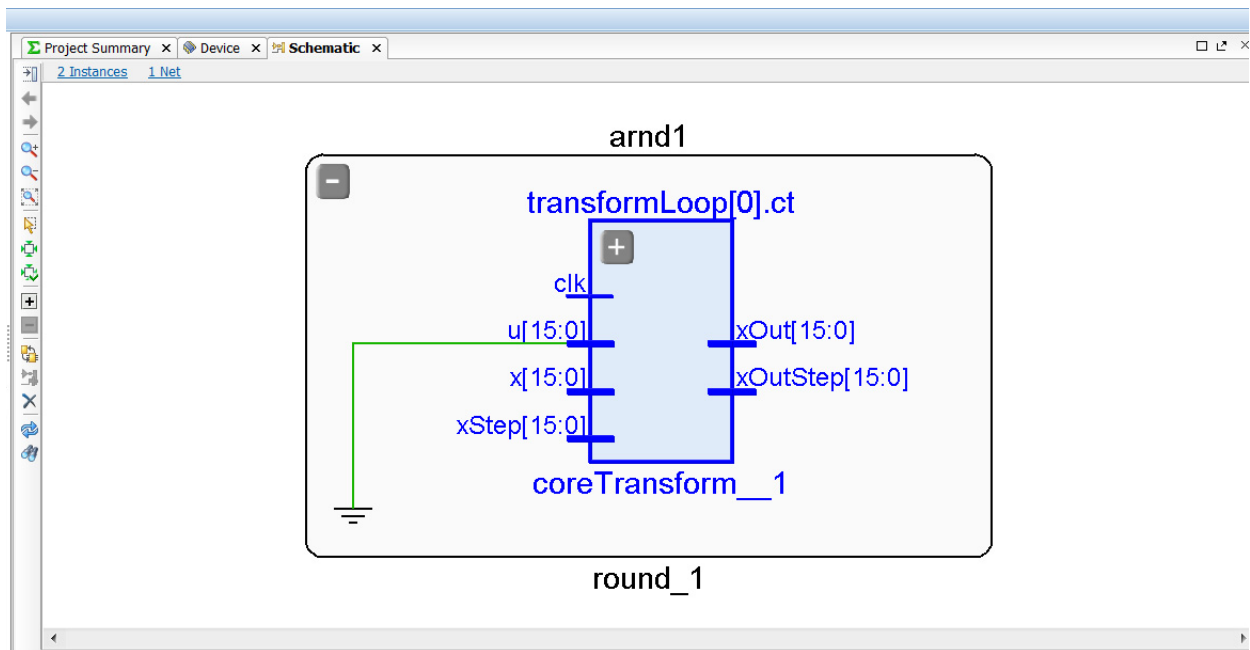 Project Summary Device Schematic
2 Instances 1 Net
arnd1
transformLoop[0].ct
clk
u[15:0] xOut[15:0]
x[15:0] xOutStep[15:0]
xStep[15:0]
coreTransform__1
round_1